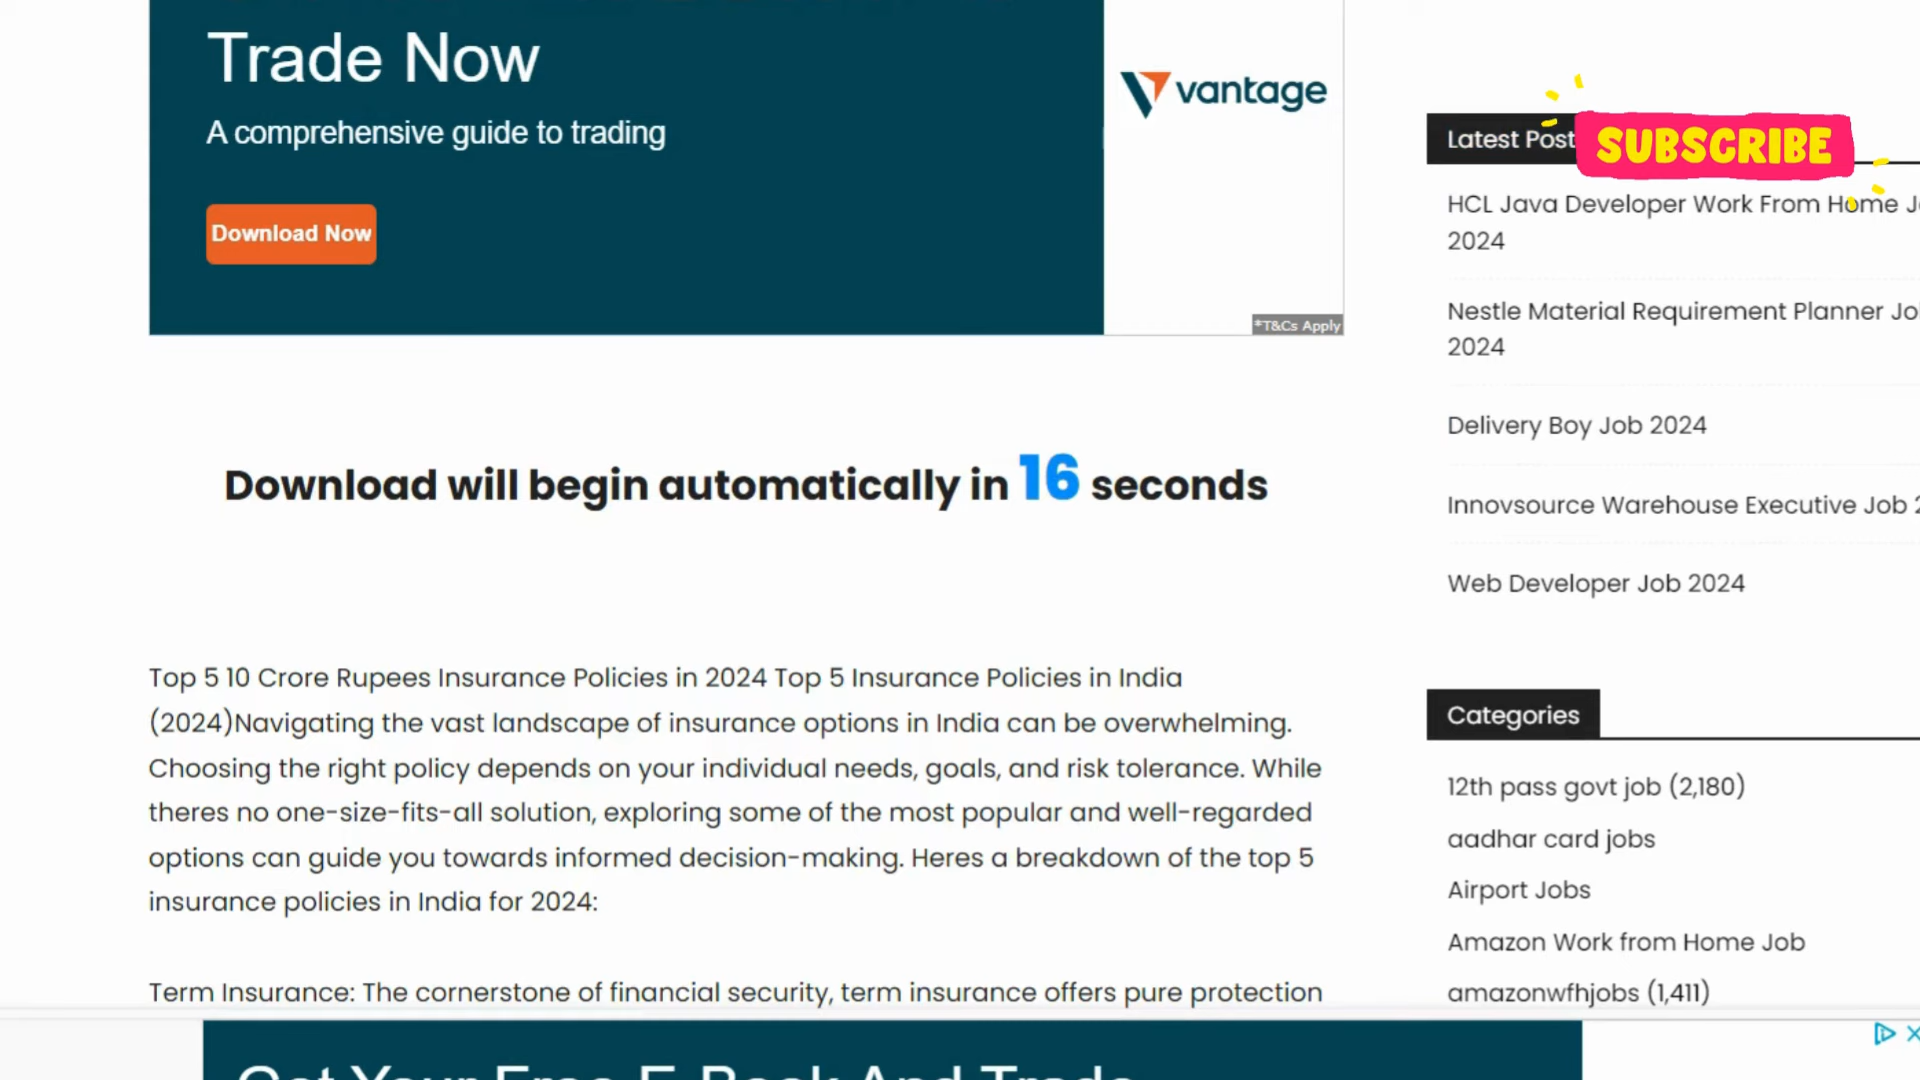 Trade Now
A comprehensive guide to trading
Download Now
vantage
*T&Cs Apply
Download will begin automatically in 16 seconds
Top 5 10 Crore Rupees Insurance Policies in 2024 Top 5 Insurance Policies in India
(2024)Navigating the vast landscape of insurance options in India can be overwhelming.
Choosing the right policy depends on your individual needs, goals, and risk tolerance. While
theres no one-size-fits-all solution, exploring some of the most popular and well-regarded
options can guide you towards informed decision-making. Heres a breakdown of the top 5
insurance policies in India for 2024:
Term Insurance: The cornerstone of financial security, term insurance offers pure protection
Get Your Free E-Book And Trade
Latest Post
SUBSCRIBE
HCL Java Developer Work From Home
2024
Nestle Material Requirement Planner
2024
Delivery Boy Job 2024
Innovsource Warehouse Executive Job
Web Developer Job 2024
Categories
12th pass govt job (2,180)
aadhar card jobs
Airport Jobs
Amazon Work from Home Job
amazonwfhjobs (1,411)